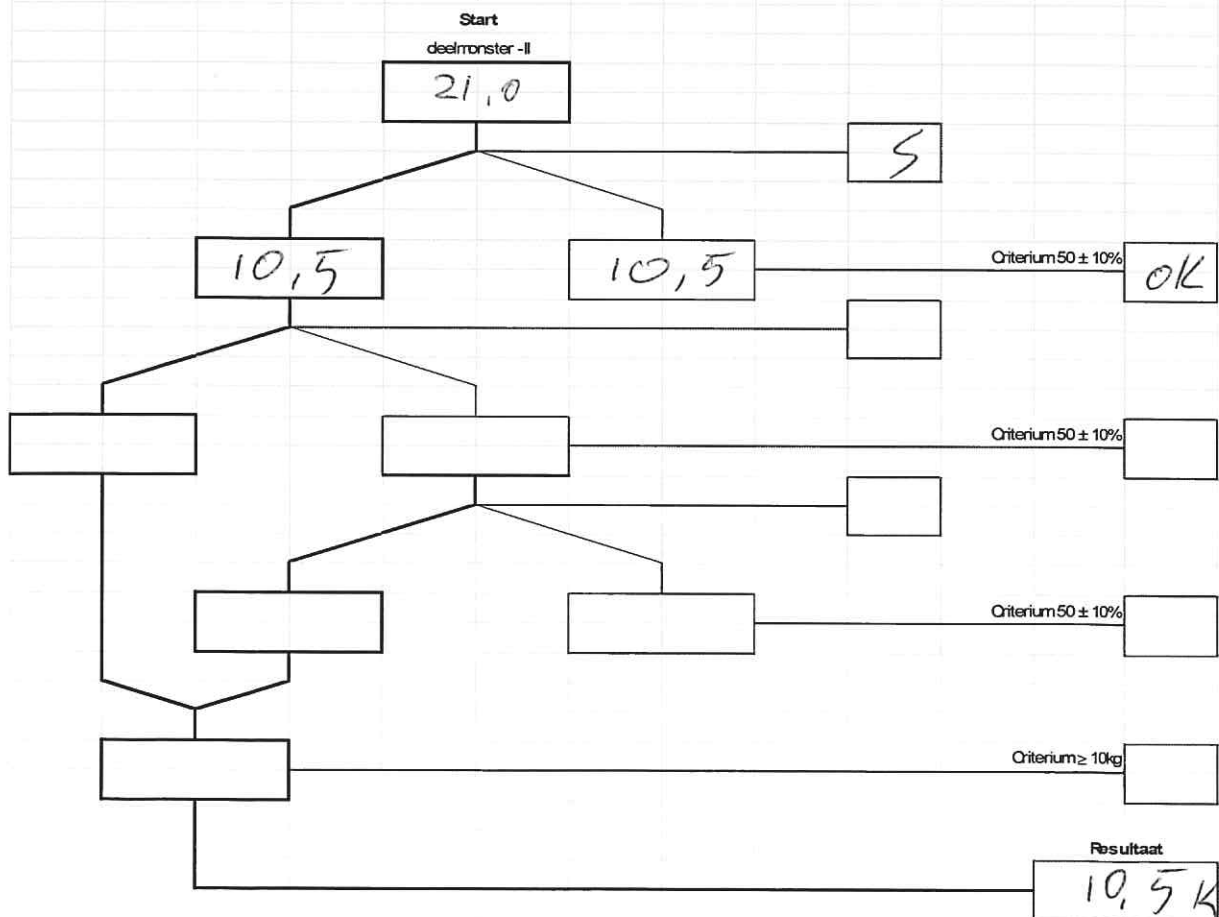 Start
deelmonster -II
21,0
5
10,5
10,5
Criterium 50 ± 10%
OK
Criterium 50 ± 10%
Criterium 50 ± 10%
Criterium ≥ 10kg
Resultaat
10,5 K